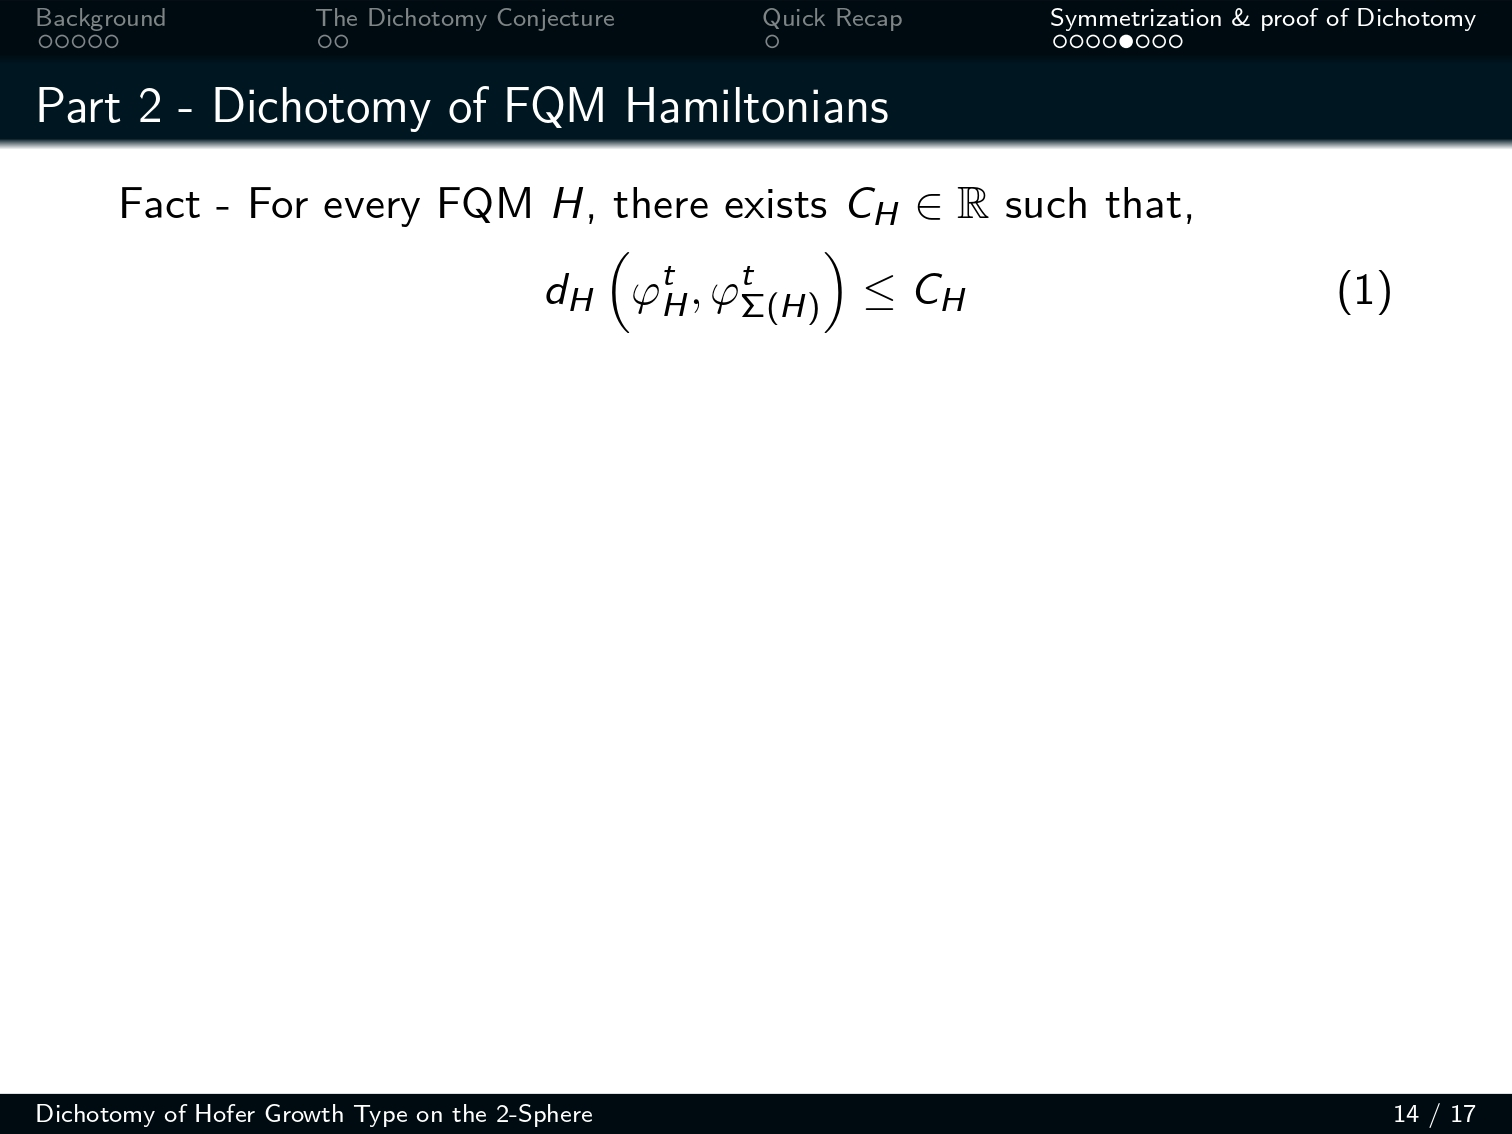 Background The Dichotomy Conjecture Quick Recap Symmetrization & proof of Dichotomy
Part 2 - Dichotomy of FQM Hamiltonians
Fact - For every FQM H, there exists C_H ∈ ℝ such that,
d_H (φ_H^t, φ_{Σ(H)}^t) ≤ C_H (1)
Dichotomy of Hofer Growth Type on the 2-Sphere 14 / 17